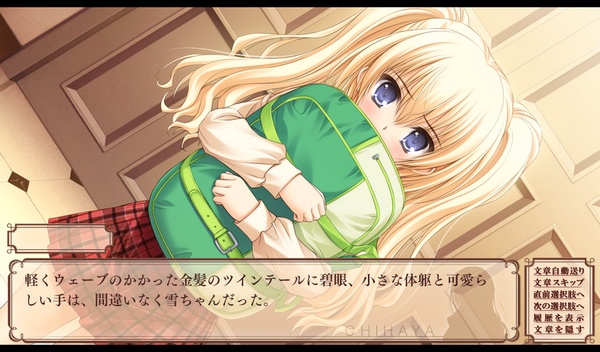 軽くウェーブのかかった金髪のツインテールに碧眼、小さな体躯と可愛ら
しい手は、間違いなく雪ちゃんだった。
CHIHAYA
文章自動送り
文章スキップ
直前選択肢へ
次の選択肢へ
履歴を表示
文章を隠す